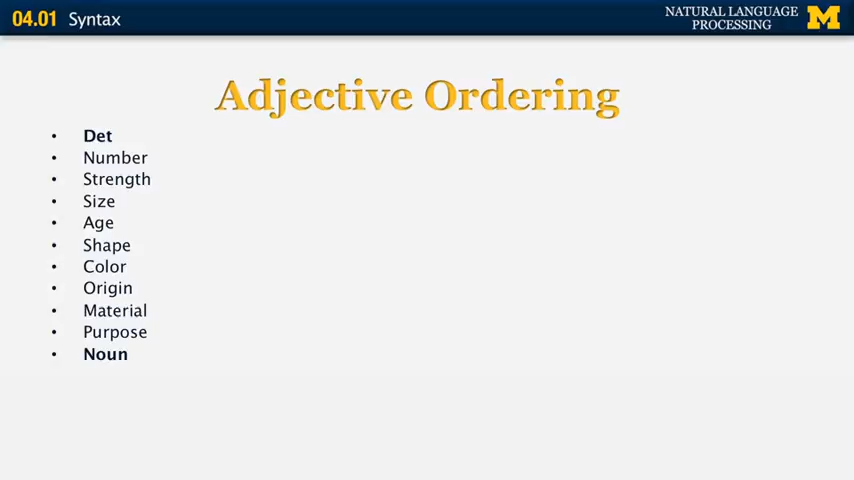 04.01 Syntax
NATURAL LANGUAGE
PROCESSING
M
Adjective Ordering
• Det
• Number
• Strength
• Size
• Age
• Shape
• Color
• Origin
• Material
• Purpose
• Noun